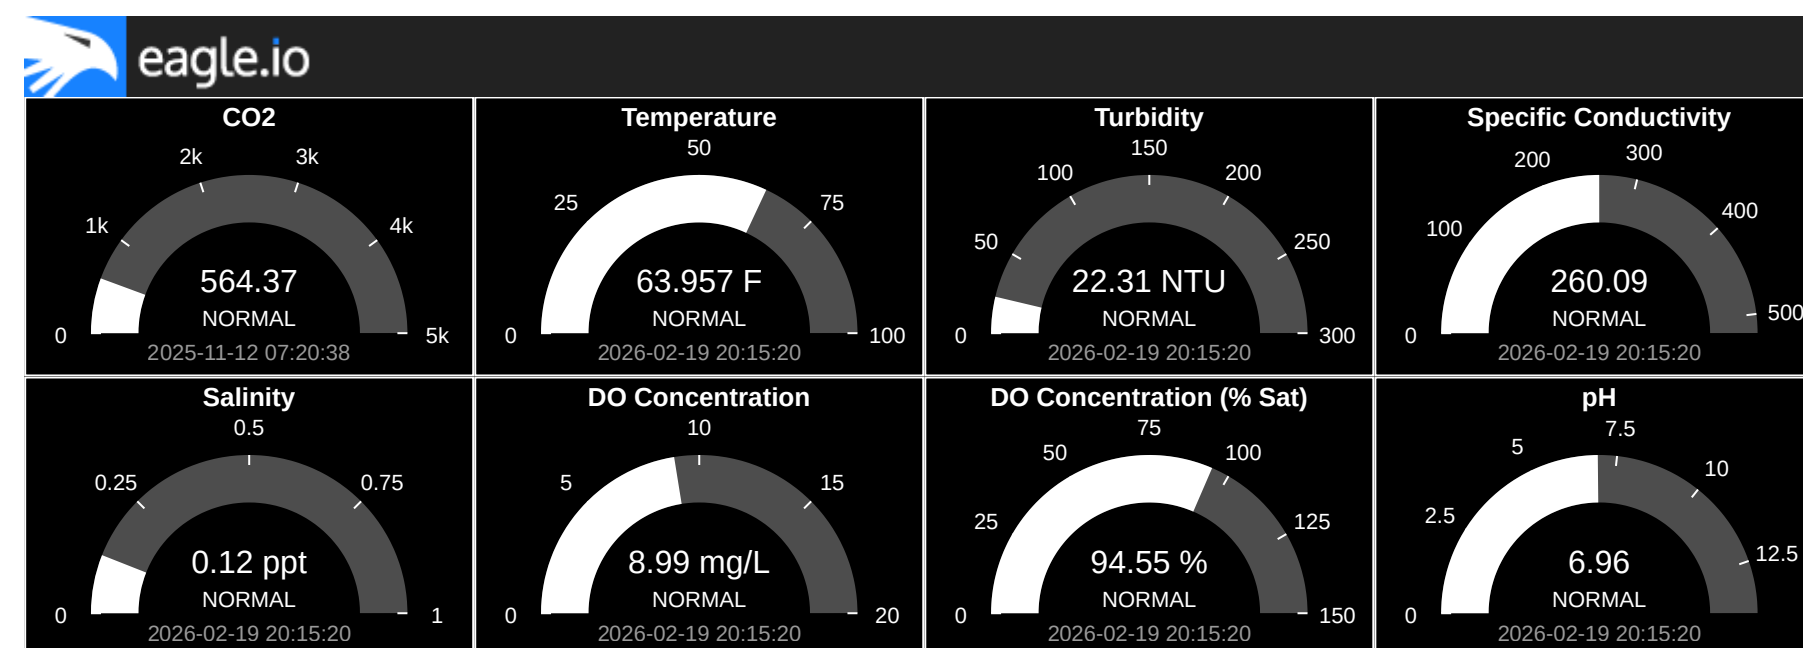 eagle.io
CO2
0
1k
2k
3k
4k
5k
564.37
NORMAL
2025-11-12 07:20:38
Temperature
0
25
50
75
100
63.957 F
NORMAL
2026-02-19 20:15:20
Turbidity
0
50
100
150
200
250
300
22.31 NTU
NORMAL
2026-02-19 20:15:20
Specific Conductivity
0
100
200
300
400
500
260.09
NORMAL
2026-02-19 20:15:20
Salinity
0
0.25
0.5
0.75
1
0.12 ppt
NORMAL
2026-02-19 20:15:20
DO Concentration
0
5
10
15
20
8.99 mg/L
NORMAL
2026-02-19 20:15:20
DO Concentration (% Sat)
0
25
50
75
100
125
150
94.55 %
NORMAL
2026-02-19 20:15:20
pH
0
2.5
5
7.5
10
12.5
6.96
NORMAL
2026-02-19 20:15:20